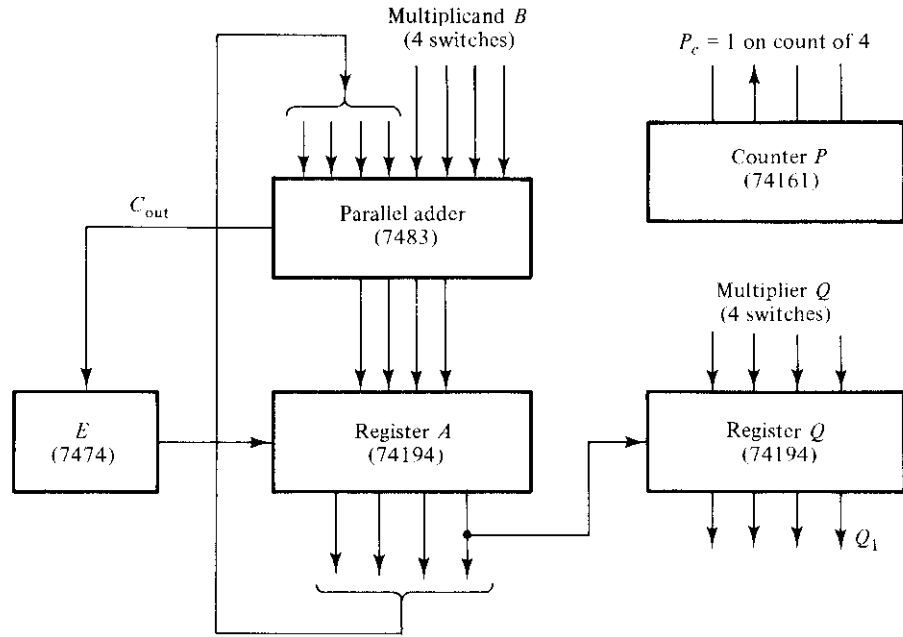 Multiplicand B
(4 switches)
P_c = 1 on count of 4
Counter P
(74161)
C_out
Parallel adder
(7483)
Multiplier Q
(4 switches)
E
(7474)
Register A
(74194)
Register Q
(74194)
Q_1